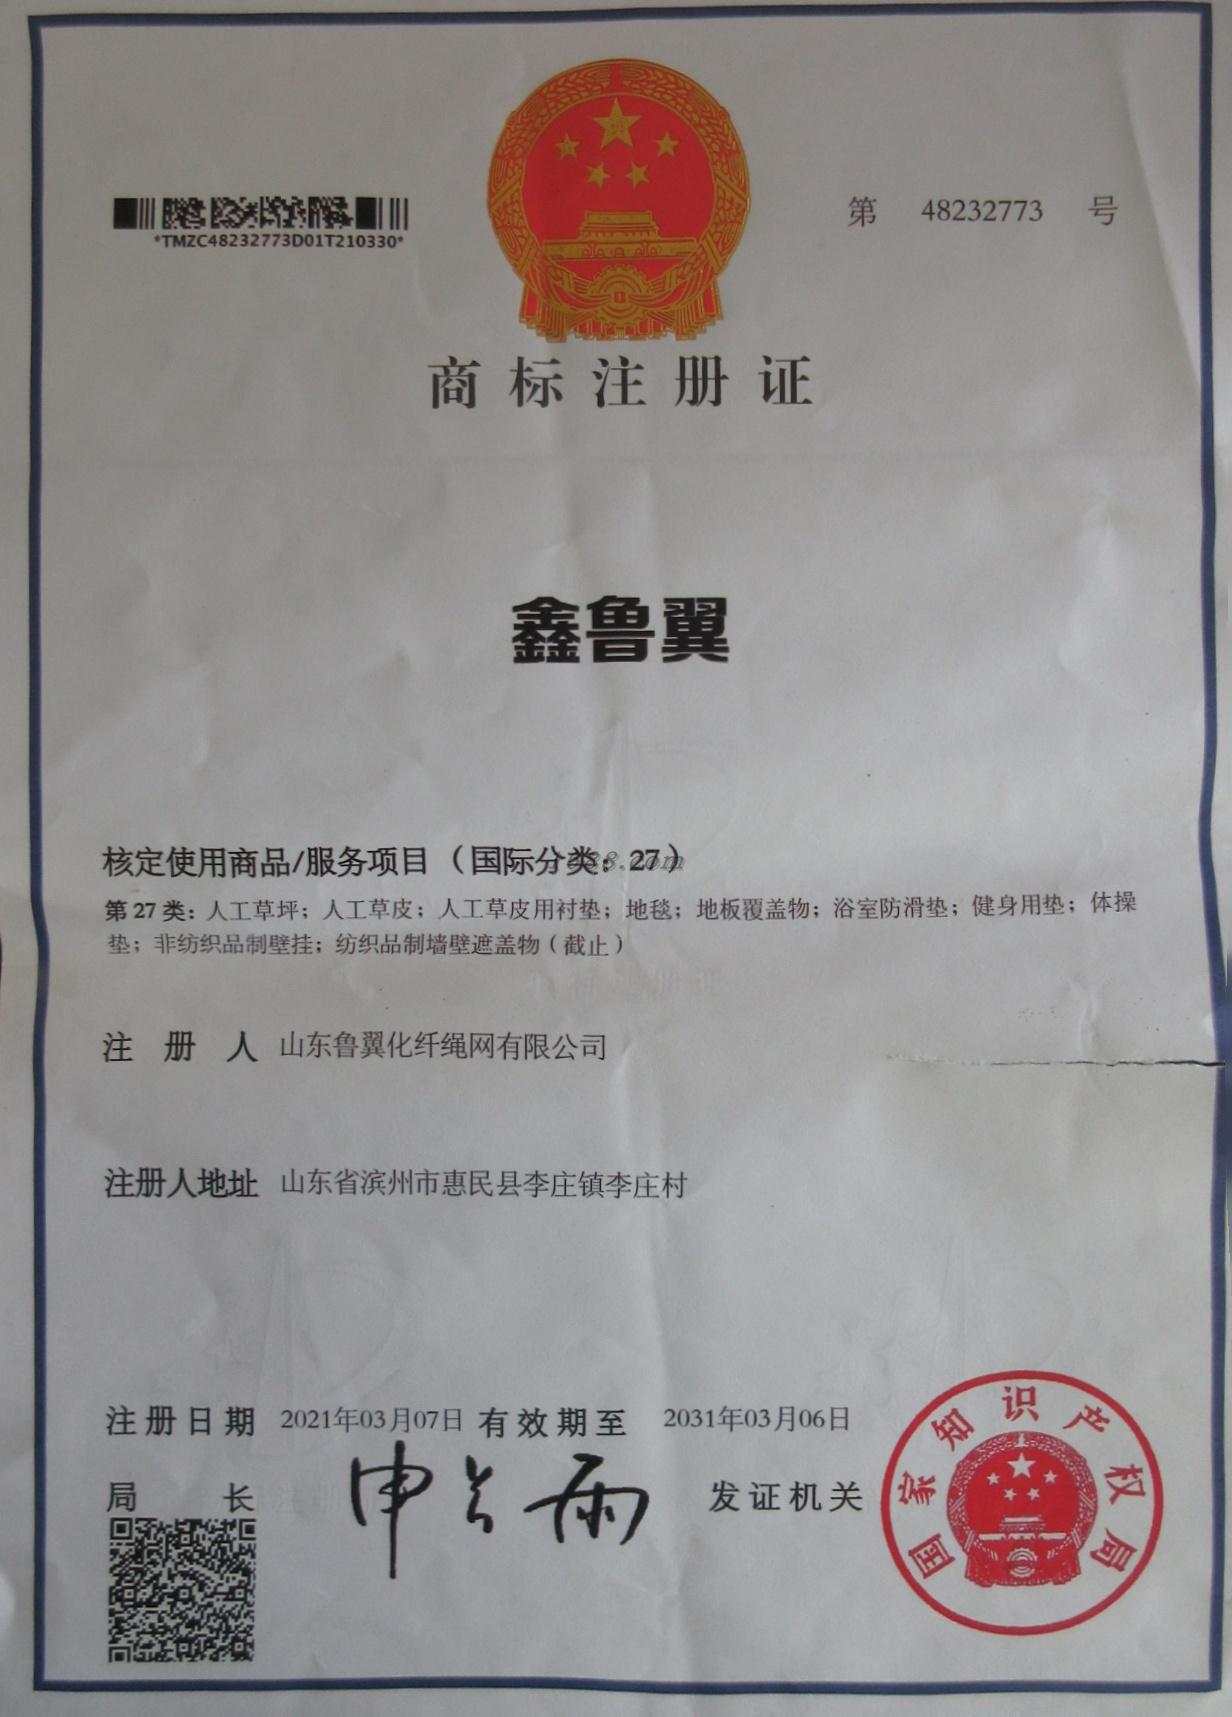 第 48232773 号
*TMZC48232773D01T210330*
商标注册证
鑫鲁翼
核定使用商品/服务项目（国际分类：27）
第27类：人工草坪；人工草皮；人工草皮用衬垫；地毯；地板覆盖物；浴室防滑垫；健身用垫；体操
垫；非纺织品制壁挂；纺织品制墙壁遮盖物（截止）
注册人 山东鲁翼化纤绳网有限公司
注册人地址 山东省滨州市惠民县李庄镇李庄村
注册日期 2021年03月07日 有效期至 2031年03月06日
局长 申长雨 发证机关
国家知识产权局